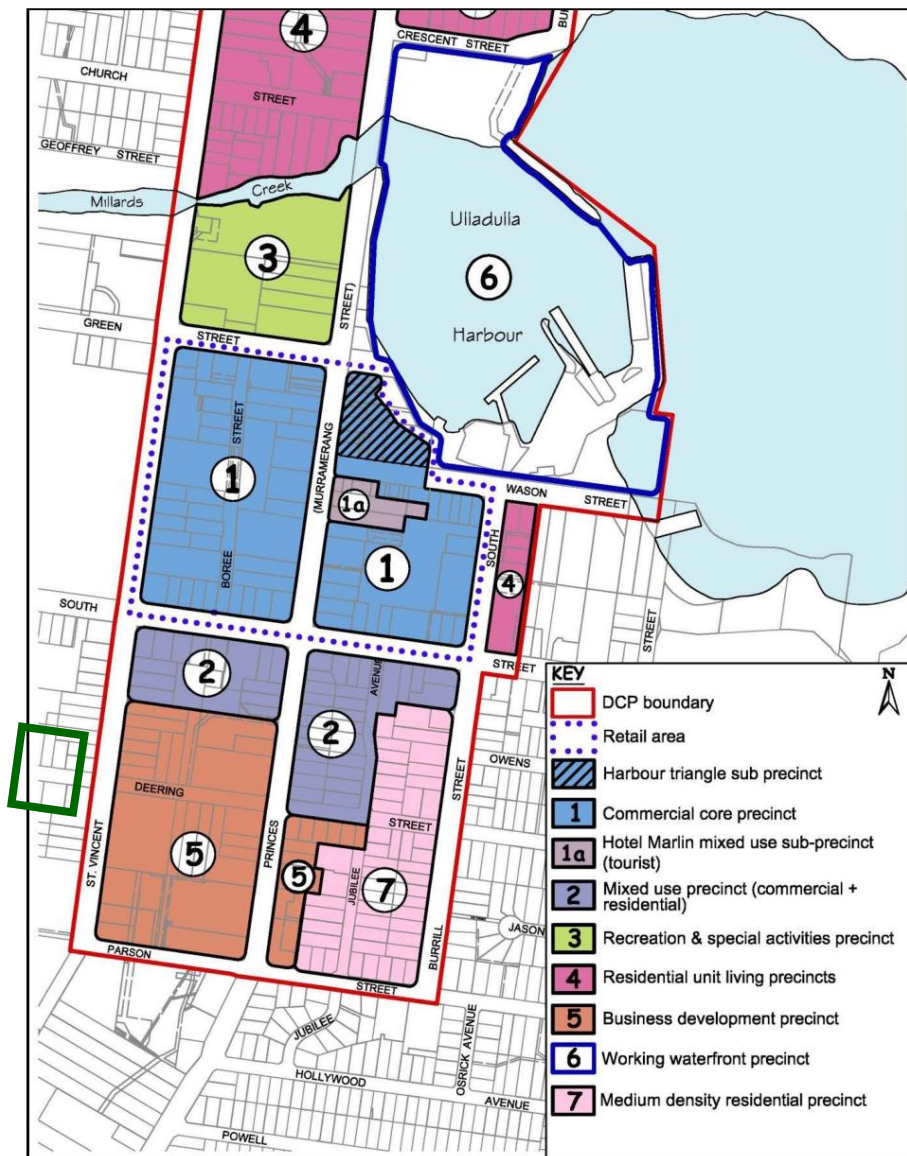 4
CRESCENT STREET
BU
CHURCH
STREET
GEOFFREY STREET
Creek
Millards
Ulladulla
3
6
STREET)
Harbour
GREEN
STREET
STREET
(MURRAMERANG
1
1a
WASON
STREET
SOUTH
1
4
BOREE
SOUTH
STREET
STREET
2
AVENUE
2
KEY
N
DCP boundary
Retail area
OWENS
Harbour triangle sub precinct
DEERING
STREET
STREET
1 Commercial core precinct
1a Hotel Marlin mixed use sub-precinct
(tourist)
ST. VINCENT
5
PRINCES
5
JUBILEE
7
2 Mixed use precinct (commercial +
residential)
JASON
3 Recreation & special activities precinct
BURRILL
PARSON
STREET
4 Residential unit living precincts
JUBILEE
OSRICK AVENUE
5 Business development precinct
HOLLYWOOD
AVENUE
6 Working waterfront precinct
7 Medium density residential precinct
POWELL